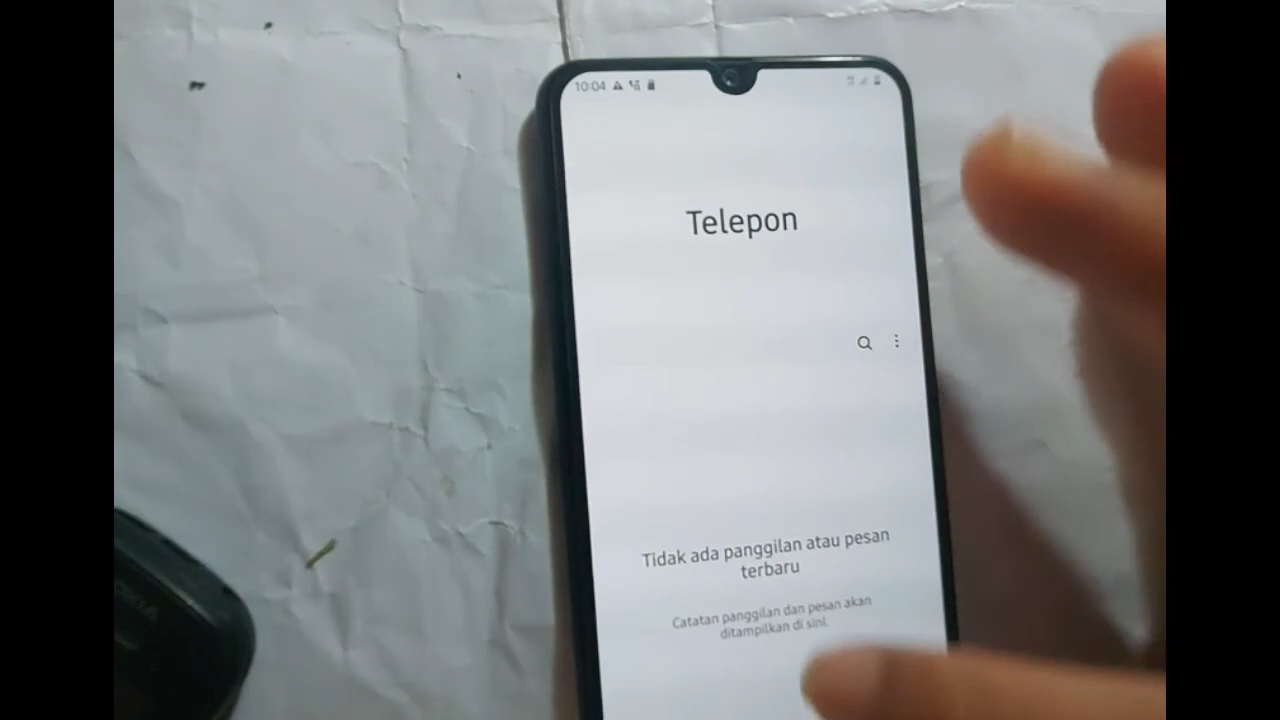 10:04
Telepon
Tidak ada panggilan atau pesan
terbaru
Catatan panggilan dan pesan akan
ditampilkan di sini.